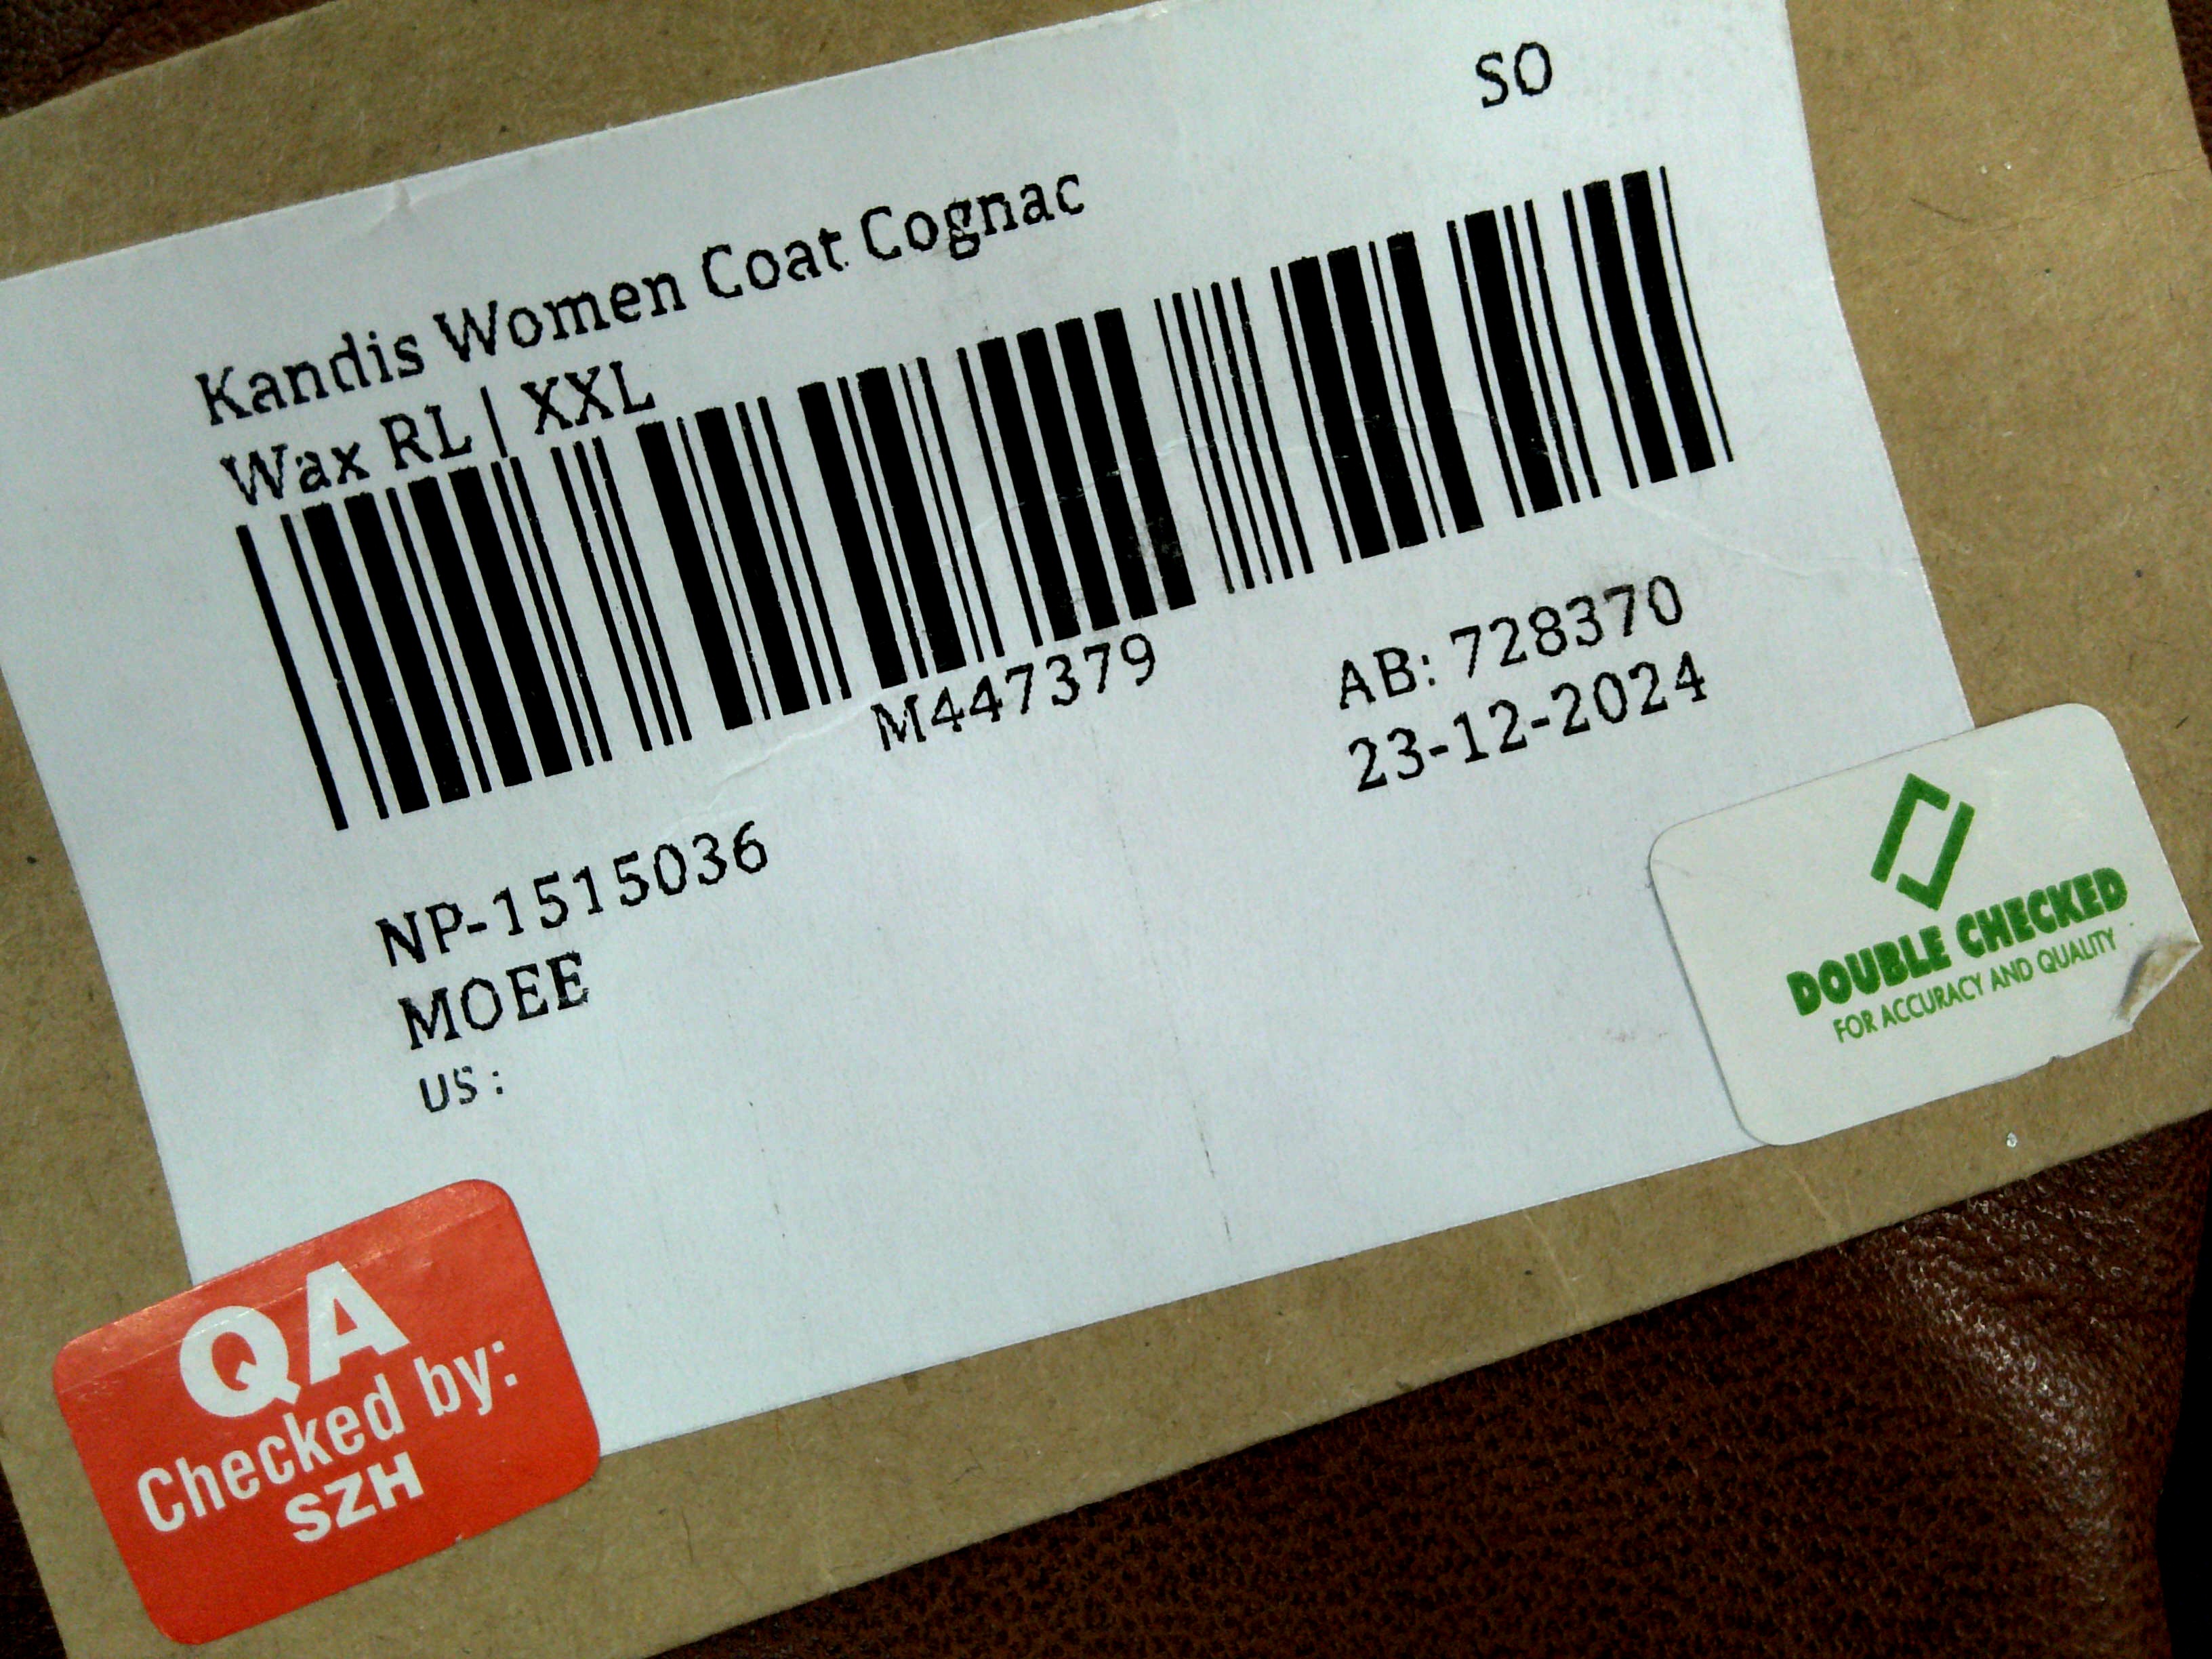 SO
Kandis Women Coat Cognac
Wax RL | XXL
M447379
AB: 728370
23-12-2024
NP-1515036
MOEE
US:
DOUBLE CHECKED
FOR ACCURACY AND QUALITY
QA
Checked by:
SZH